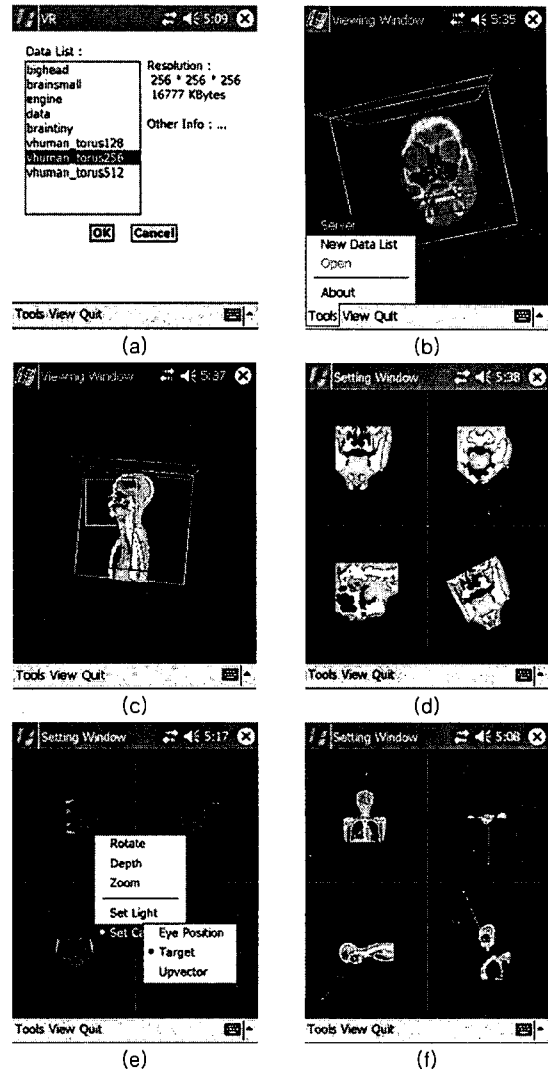 VR 5:09
Data List :
bighead
brainsmall
engine
data
braintiny
vhuman_torus128
vhuman_torus256
vhuman_torus512
Resolution :
256 * 256 * 256
16777 KBytes
Other Info : ...
OK Cancel
Tools View Quit
(a)
Viewing Window 5:35
Server
New Data List
Open
About
Tools View Quit
(b)
Viewing Window 5:37
Tools View Quit
(c)
Setting Window 5:38
Tools View Quit
(d)
Setting Window 5:17
Rotate
Depth
Zoom
Set Light
Set
Eye Position
Target
Upvector
Tools View Quit
(e)
Setting Window 5:08
Tools View Quit
(f)